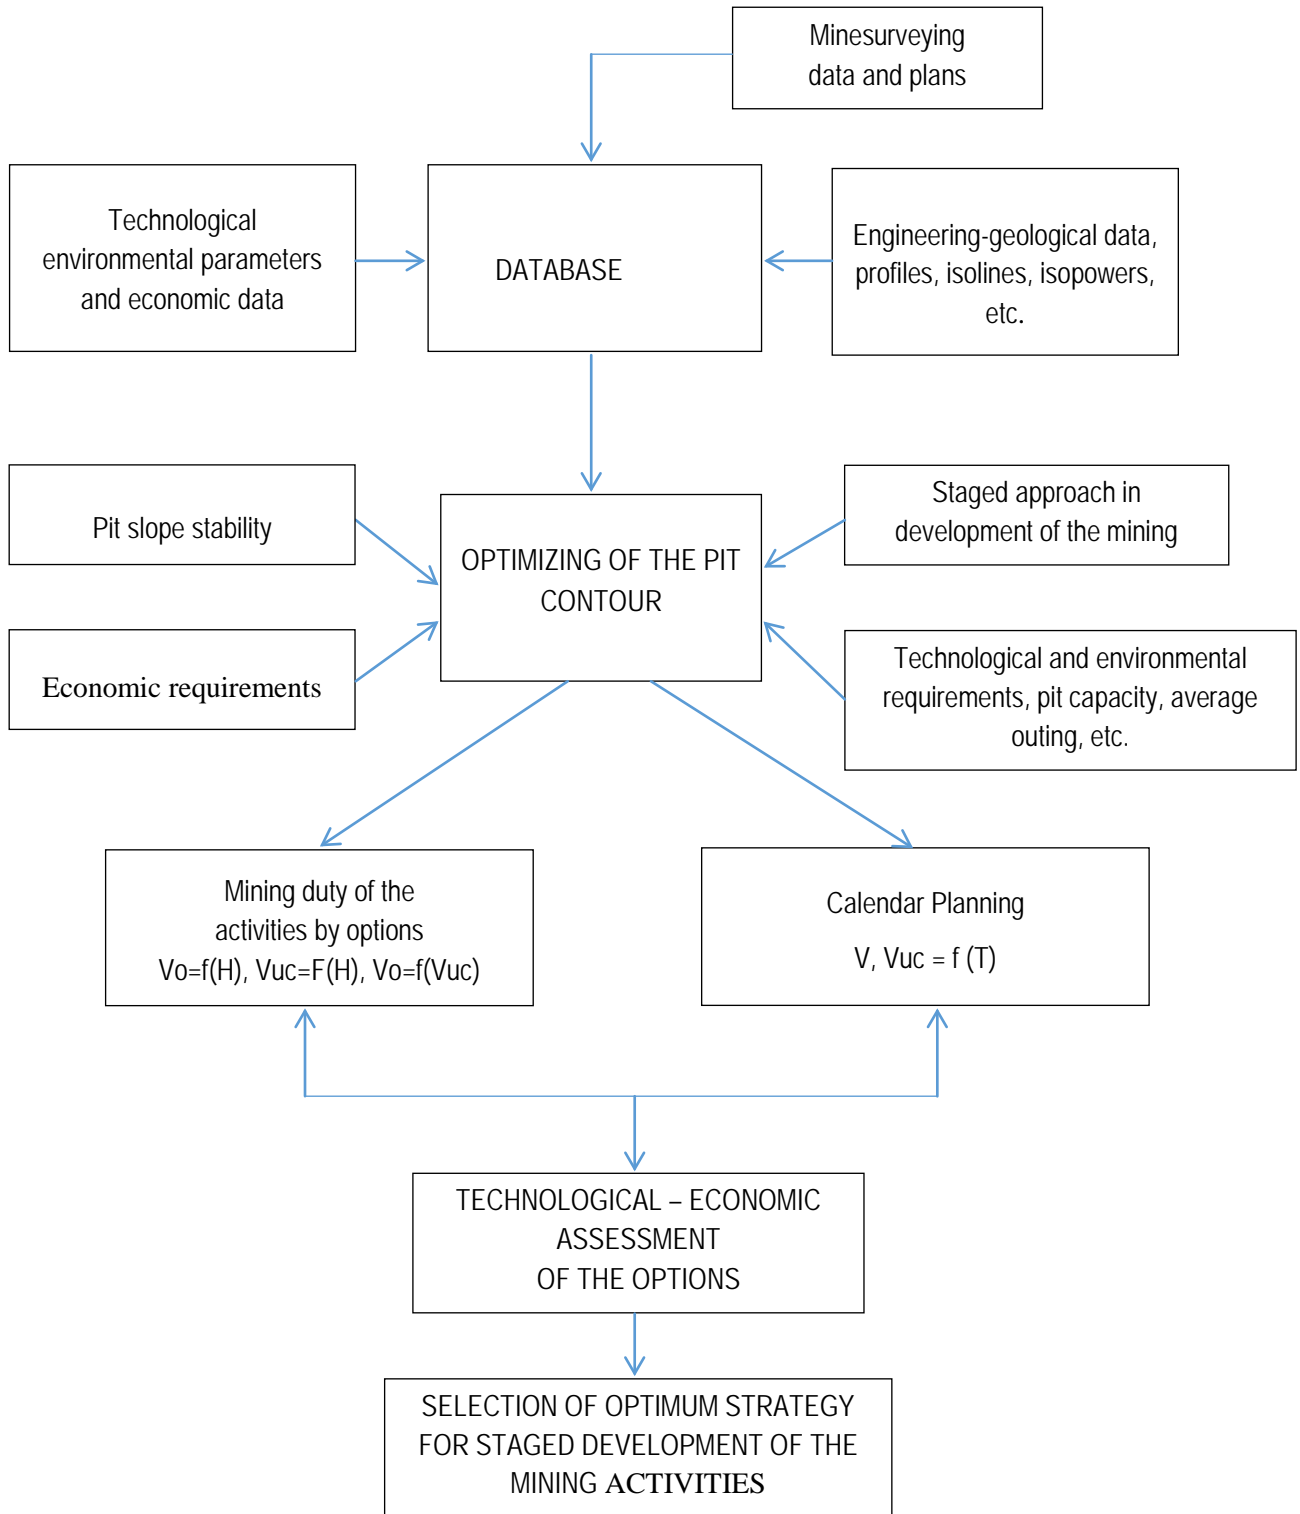 Minesurveying
data and plans
Technological
environmental parameters
and economic data
DATABASE
Engineering-geological data,
profiles, isolines, isopowers,
etc.
Pit slope stability
OPTIMIZING OF THE PIT
CONTOUR
Staged approach in
development of the mining
Economic requirements
Technological and environmental
requirements, pit capacity, average
outing, etc.
Mining duty of the
activities by options
Vo=f(H), Vuc=F(H), Vo=f(Vuc)
Calendar Planning
V, Vuc = f (T)
TECHNOLOGICAL – ECONOMIC
ASSESSMENT
OF THE OPTIONS
SELECTION OF OPTIMUM STRATEGY
FOR STAGED DEVELOPMENT OF THE
MINING ACTIVITIES